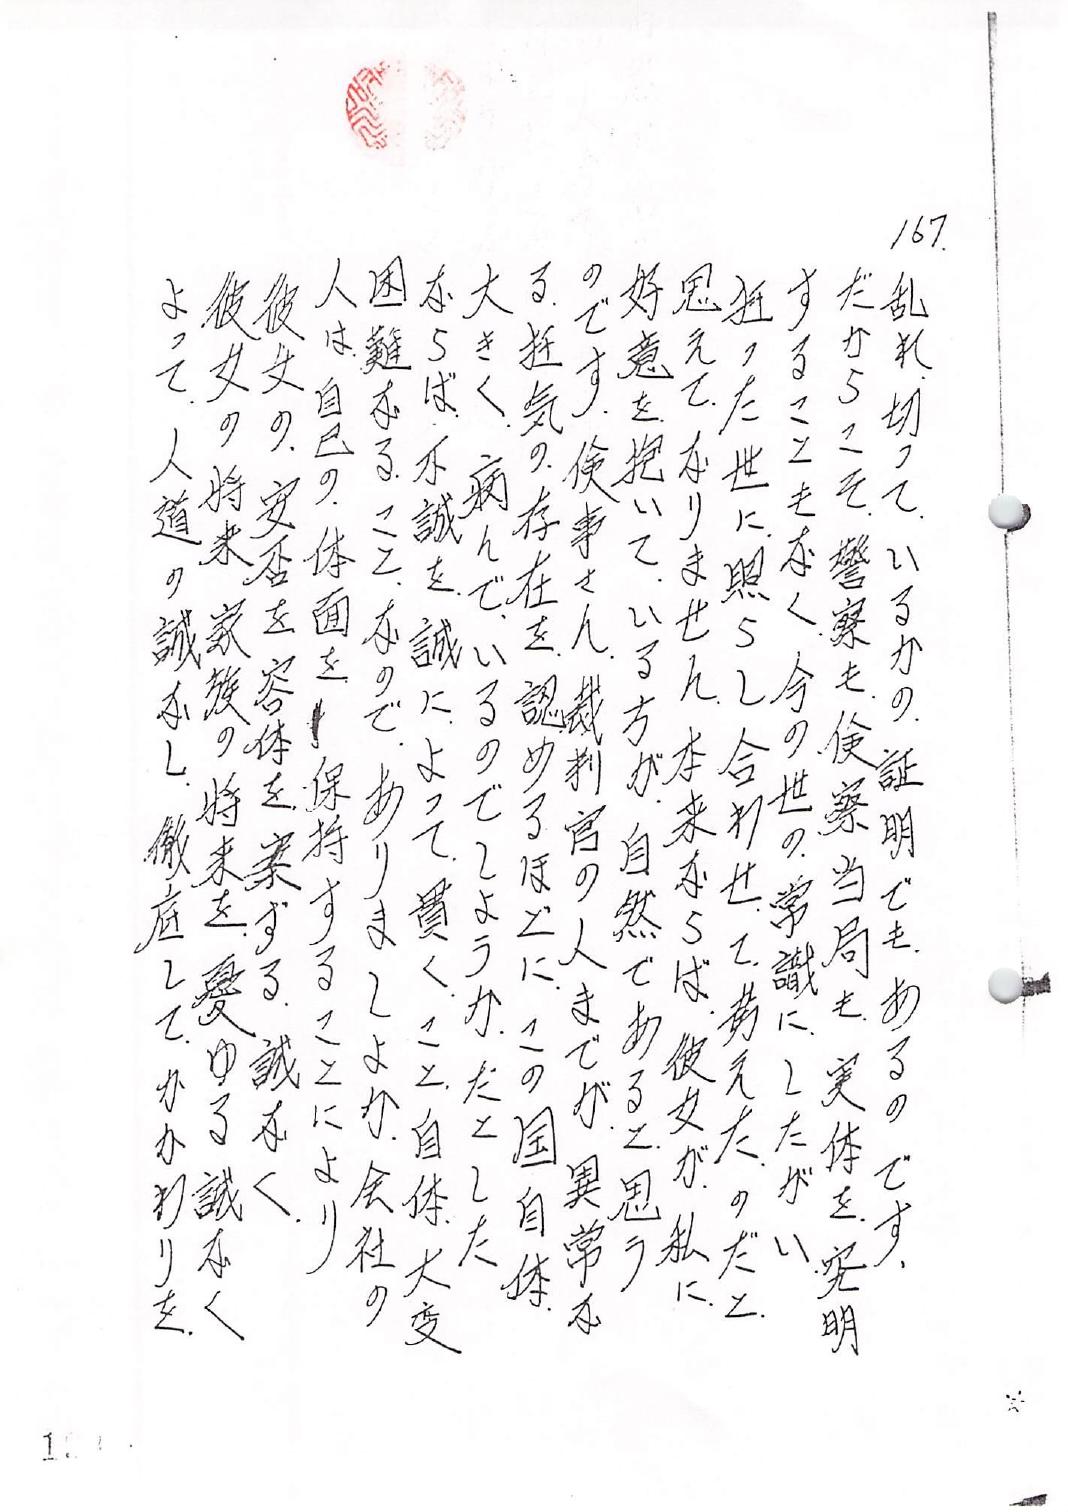 167.
乱れ、切って、いるかの、証明でも、あるのです、
だからこそ、警察も、倹察当局も、実体を、究明
することもなく、今の世の、常識に、したがい、
狂った世に、照らし合わせ、て、考えた、のだと、
思えて、なりません、本来ならば、彼女が、私に、
好意を、抱いて、いる方が、自然であると、思う
のです、倹事さん、裁判官の人までが、異常な
る、狂気の、存在を、認めるほどに、この国自体、
大きく、病んで、いるのでしようか、だとした
ならば、不誠を、誠に、よって、貫く、こと、自体、大変
困難なる、こと、なので、ありましよか、会社の
人は、自己の、体面を、保持することにより
彼女の、安否を、容体を、案ずる、誠なく、
彼女の将来、家族の将来を、憂ゆる誠なく
よって、人道の誠なし、徹底して、かかわりを、